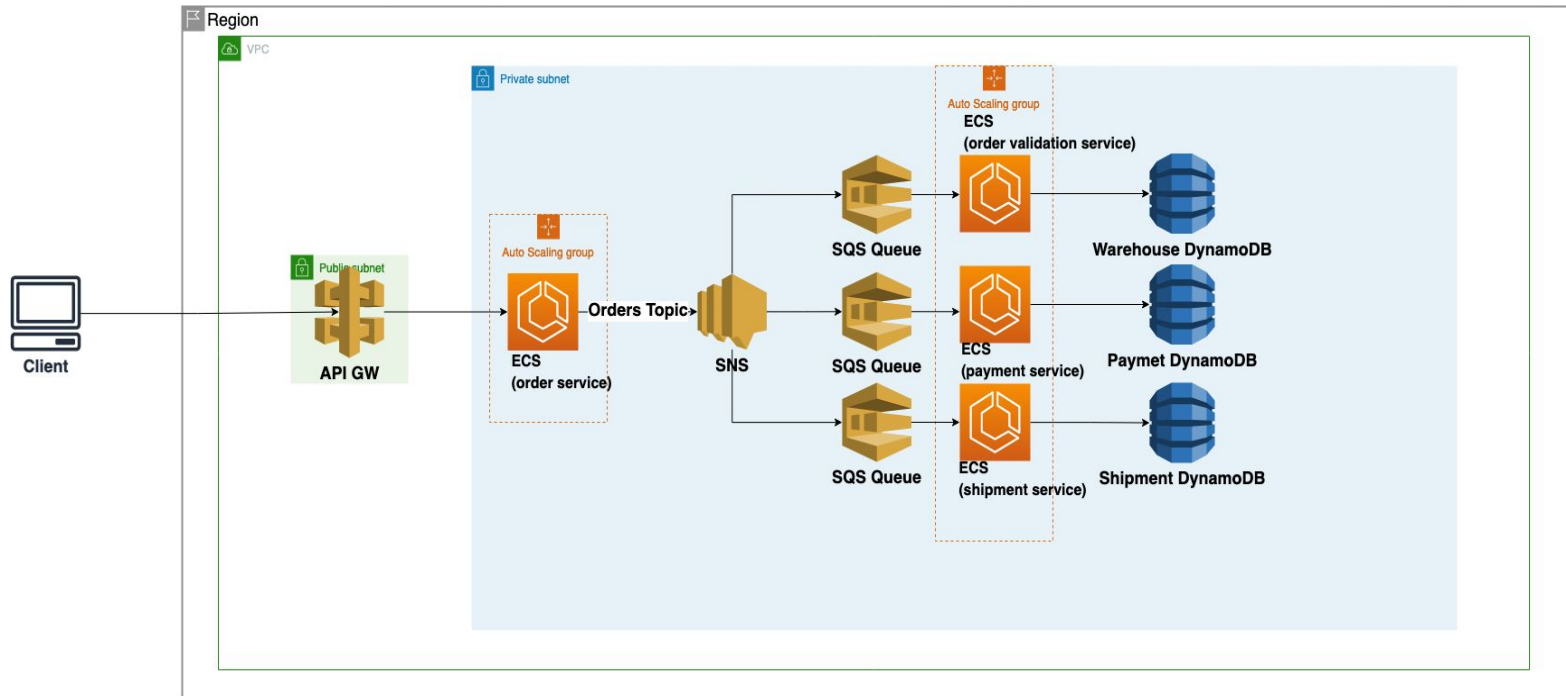 Region
VPC
Private subnet
Auto Scaling group
ECS
(order validation service)
SQS Queue
Warehouse DynamoDB
Auto Scaling group
Public subnet
Orders Topic
Client
API GW
ECS
(order service)
SNS
SQS Queue
ECS
(payment service)
Paymet DynamoDB
SQS Queue
ECS
(shipment service)
Shipment DynamoDB